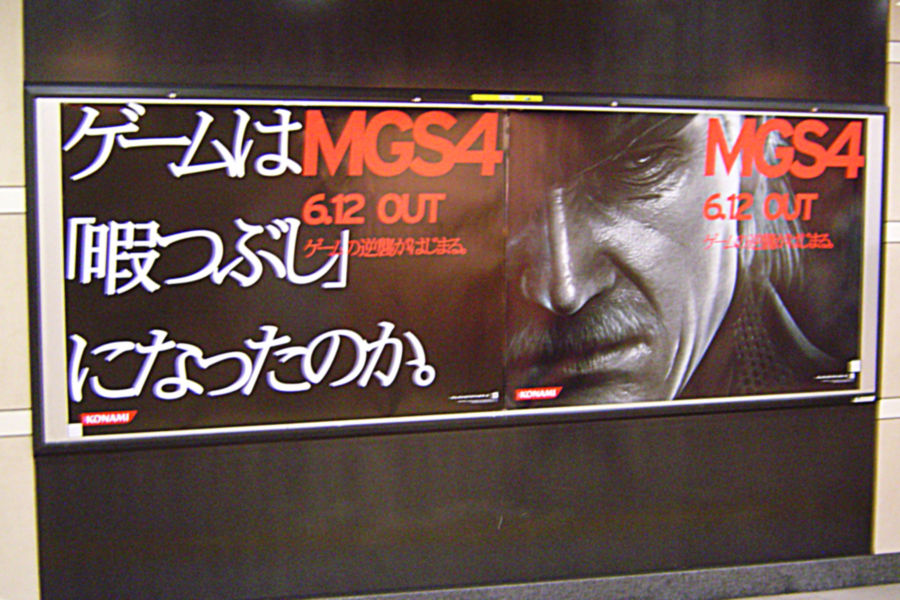 ゲームは
「暇つぶし」
になったのか。
MGS4
6.12 OUT
ゲームの逆襲がはじまる。
KONAMI
MGS4
6.12 OUT
ゲームの逆襲がはじまる。
KONAMI